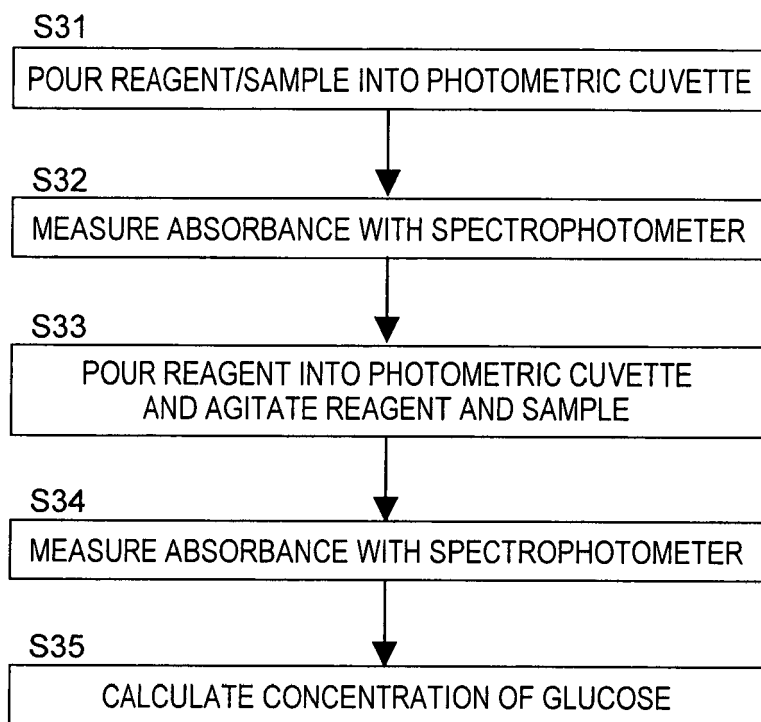 S31
POUR REAGENT/SAMPLE INTO PHOTOMETRIC CUVETTE
S32
MEASURE ABSORBANCE WITH SPECTROPHOTOMETER
S33
POUR REAGENT INTO PHOTOMETRIC CUVETTE
AND AGITATE REAGENT AND SAMPLE
S34
MEASURE ABSORBANCE WITH SPECTROPHOTOMETER
S35
CALCULATE CONCENTRATION OF GLUCOSE